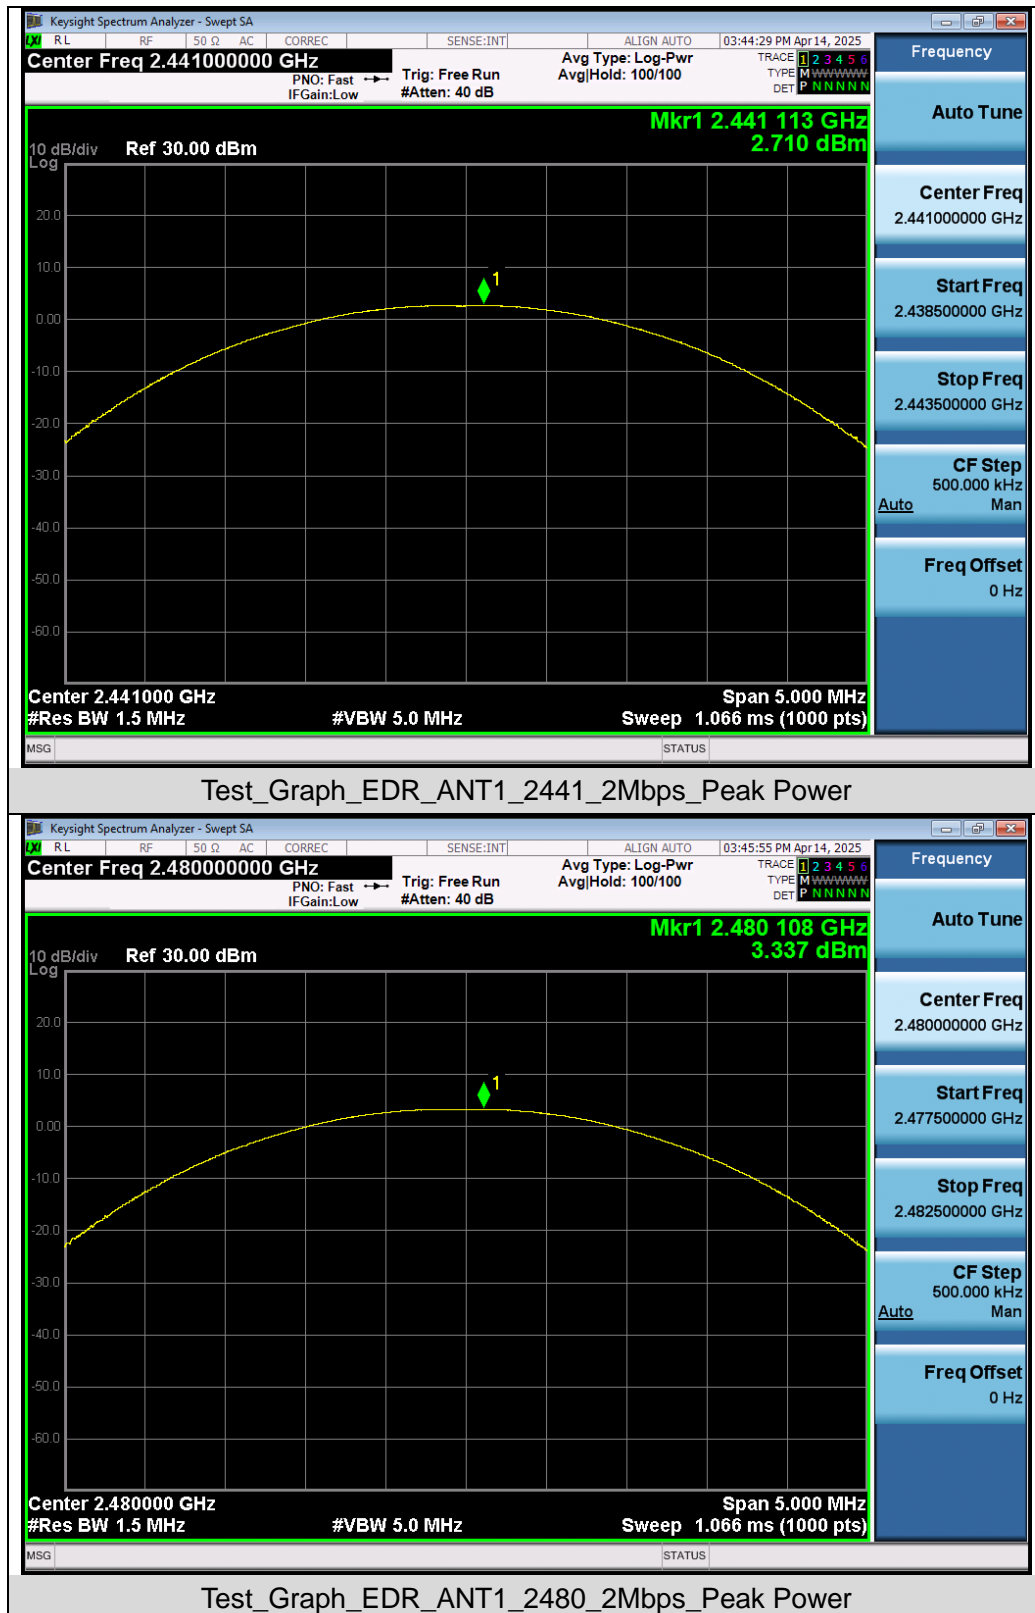 Keysight Spectrum Analyzer - Swept SA
LXI RL RF 50 Ω AC CORREC SENSE:INT ALIGN AUTO 03:44:29 PM Apr 14, 2025
Center Freq 2.441000000 GHz
PNO: Fast
IFGain:Low
Trig: Free Run
#Atten: 40 dB
Avg Type: Log-Pwr
Avg|Hold: 100/100
TRACE 1 2 3 4 5 6
TYPE M WWWWW
DET P N N N N N
Mkr1 2.441 113 GHz
2.710 dBm
10 dB/div Ref 30.00 dBm
Log
20.0
10.0
1
0.00
-10.0
-20.0
-30.0
-40.0
-50.0
-60.0
Center 2.441000 GHz Span 5.000 MHz
#Res BW 1.5 MHz #VBW 5.0 MHz Sweep 1.066 ms (1000 pts)
MSG STATUS
Frequency
Auto Tune
Center Freq
2.441000000 GHz
Start Freq
2.438500000 GHz
Stop Freq
2.443500000 GHz
CF Step
500.000 kHz
Auto Man
Freq Offset
0 Hz
Test_Graph_EDR_ANT1_2441_2Mbps_Peak Power
Keysight Spectrum Analyzer - Swept SA
LXI RL RF 50 Ω AC CORREC SENSE:INT ALIGN AUTO 03:45:55 PM Apr 14, 2025
Center Freq 2.480000000 GHz
PNO: Fast
IFGain:Low
Trig: Free Run
#Atten: 40 dB
Avg Type: Log-Pwr
Avg|Hold: 100/100
TRACE 1 2 3 4 5 6
TYPE M WWWWW
DET P N N N N N
Mkr1 2.480 108 GHz
3.337 dBm
10 dB/div Ref 30.00 dBm
Log
20.0
10.0
1
0.00
-10.0
-20.0
-30.0
-40.0
-50.0
-60.0
Center 2.480000 GHz Span 5.000 MHz
#Res BW 1.5 MHz #VBW 5.0 MHz Sweep 1.066 ms (1000 pts)
MSG STATUS
Frequency
Auto Tune
Center Freq
2.480000000 GHz
Start Freq
2.477500000 GHz
Stop Freq
2.482500000 GHz
CF Step
500.000 kHz
Auto Man
Freq Offset
0 Hz
Test_Graph_EDR_ANT1_2480_2Mbps_Peak Power